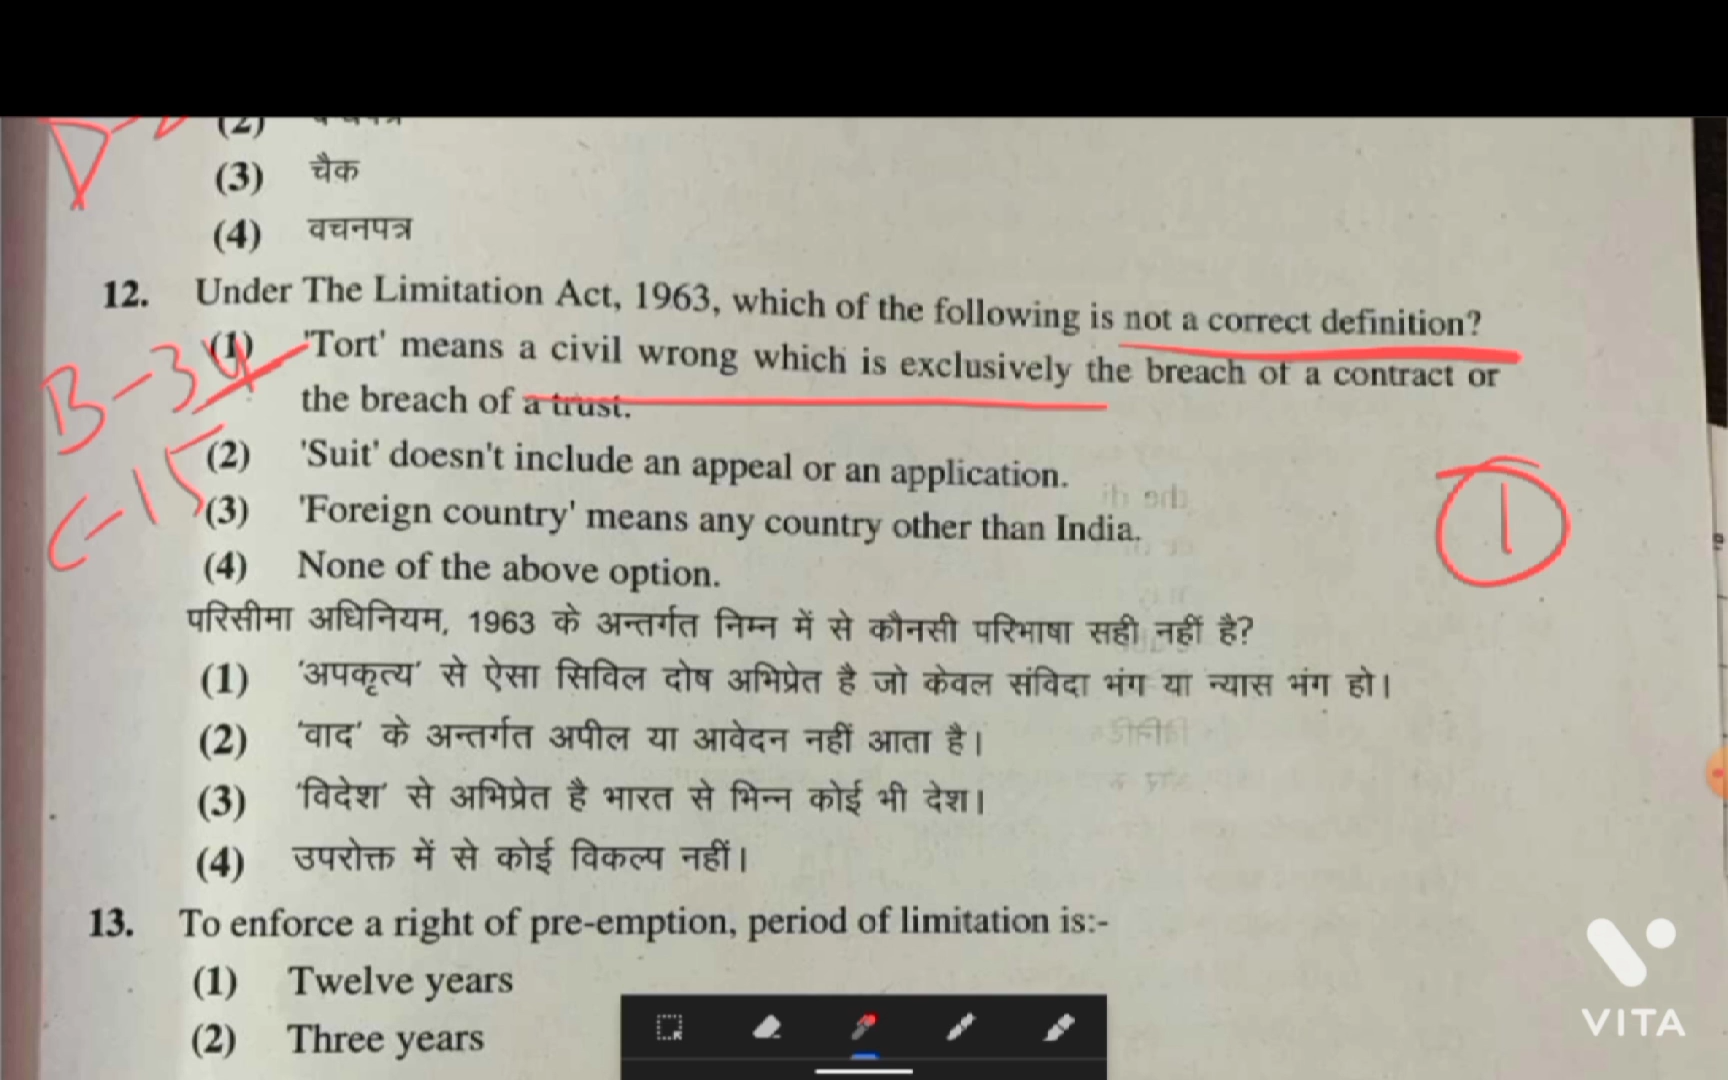 D-2
(2)
(3) चैक
(4) वचनपत्र
12. Under The Limitation Act, 1963, which of the following is not a correct definition?
(1) 'Tort' means a civil wrong which is exclusively the breach of a contract or
the breach of a trust.
B-34
(2) 'Suit' doesn't include an appeal or an application.
C-15
(3) 'Foreign country' means any country other than India.
1
(4) None of the above option.
परिसीमा अधिनियम, 1963 के अन्तर्गत निम्न में से कौनसी परिभाषा सही नहीं है?
(1) 'अपकृत्य' से ऐसा सिविल दोष अभिप्रेत है जो केवल संविदा भंग या न्यास भंग हो।
(2) 'वाद' के अन्तर्गत अपील या आवेदन नहीं आता है।
(3) 'विदेश' से अभिप्रेत है भारत से भिन्न कोई भी देश।
(4) उपरोक्त में से कोई विकल्प नहीं।
13. To enforce a right of pre-emption, period of limitation is:-
(1) Twelve years
(2) Three years
VITA